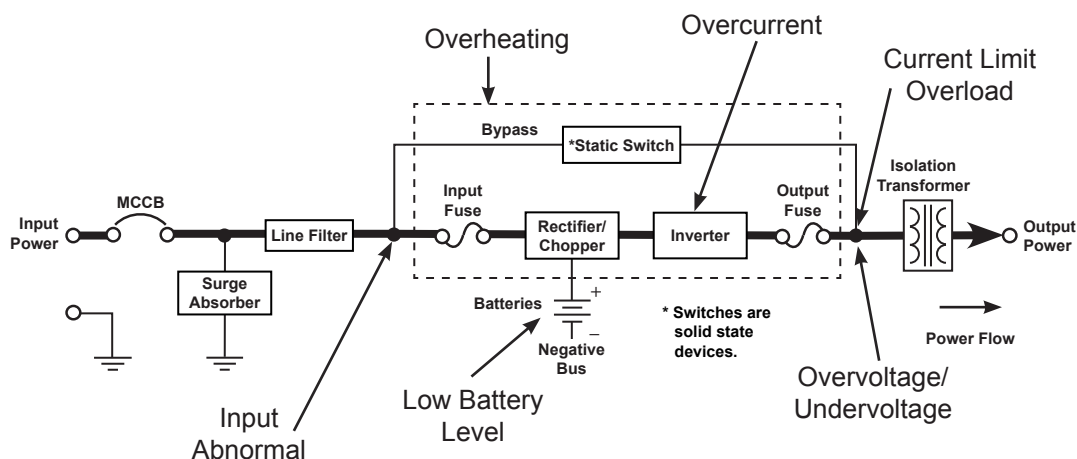 Overheating
Overcurrent
Current Limit
Overload
Bypass
*Static Switch
Isolation
Transformer
MCCB
Input
Fuse
Output
Fuse
Input
Power
Line Filter
Rectifier/
Chopper
Inverter
Output
Power
Surge
Absorber
Batteries
+
−
Negative
Bus
* Switches are
solid state
devices.
Power Flow
Input
Abnormal
Low Battery
Level
Overvoltage/
Undervoltage